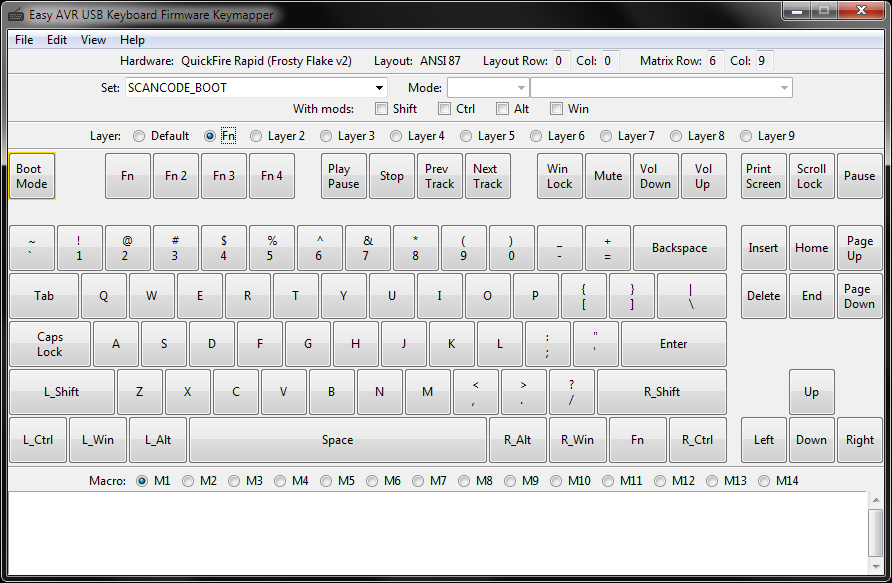 Easy AVR USB Keyboard Firmware Keymapper
File Edit View Help
Hardware: QuickFire Rapid (Frosty Flake v2) Layout: ANSI 87 Layout Row: 0 Col: 0 Matrix Row: 6 Col: 9
Set: SCANCODE_BOOT Mode:
With mods: Shift Ctrl Alt Win
Layer: Default Fn Layer 2 Layer 3 Layer 4 Layer 5 Layer 6 Layer 7 Layer 8 Layer 9
Boot Play Prev Next Win Vol Vol Print Scroll
Fn Fn 2 Fn 3 Fn 4 Stop Mute Pause
Mode Pause Track Track Lock Down Up Screen Lock
~ ! @ # $ % ^ & * ( ) _ + Page
Backspace Insert Home
` 1 2 3 4 5 6 7 8 9 0 - = Up
{ } | Page
Tab Q W E R T Y U I O P Delete End
[ ] \ Down
Caps : "
A S D F G H J K L Enter
Lock ; '
< > ?
L_Shift Z X C V B N M R_Shift Up
, . /
L_Ctrl L_Win L_Alt Space R_Alt R_Win Fn R_Ctrl Left Down Right
Macro: M1 M2 M3 M4 M5 M6 M7 M8 M9 M10 M11 M12 M13 M14